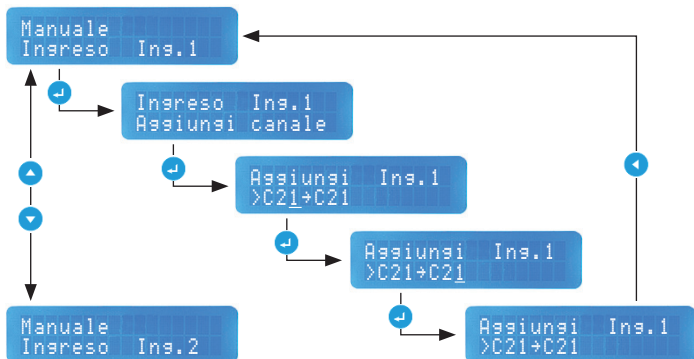 Manuale
Ingreso Ing.1
Ingreso Ing.1
Aggiungi canale
Aggiungi Ing.1
>C21→C21
Aggiungi Ing.1
>C21→C21
Manuale
Ingreso Ing.2
Aggiungi Ing.1
>C21→C21